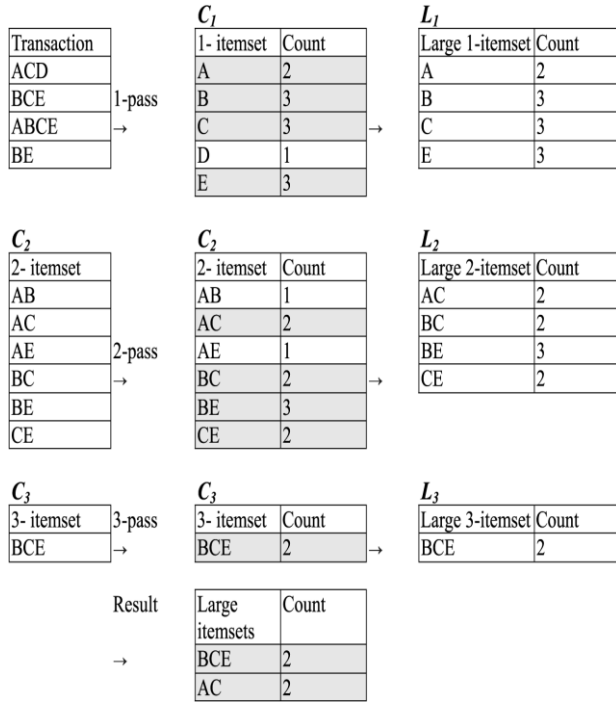 C1 L1
Transaction 1- itemset Count Large 1-itemset Count
ACD A 2 A 2
BCE 1-pass B 3 B 3
ABCE → C 3 → C 3
BE D 1 E 3
E 3
C2 C2 L2
2- itemset 2- itemset Count Large 2-itemset Count
AB AB 1 AC 2
AC AC 2 BC 2
AE 2-pass AE 1 BE 3
BC → BC 2 → CE 2
BE BE 3
CE CE 2
C3 C3 L3
3- itemset 3-pass 3- itemset Count Large 3-itemset Count
BCE → BCE 2 → BCE 2
Result Large Count
itemsets
→ BCE 2
AC 2